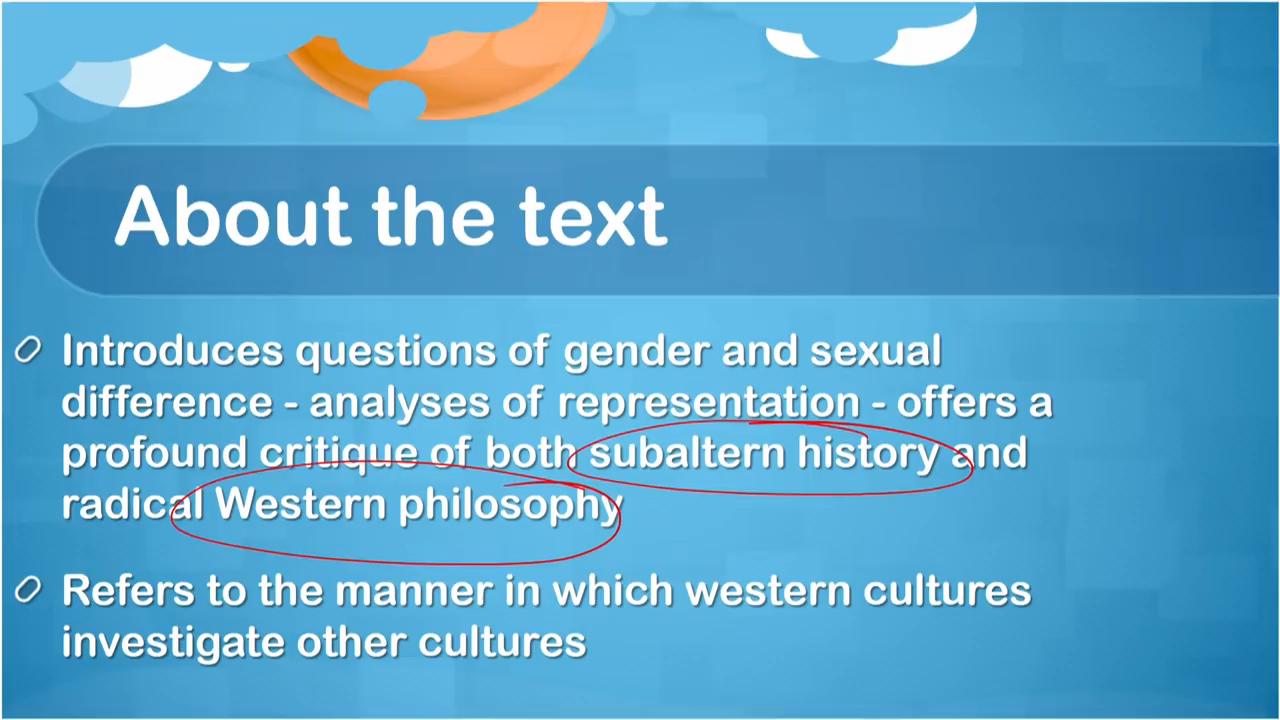 About the text
Introduces questions of gender and sexual
difference - analyses of representation - offers a
profound critique of both subaltern history and
radical Western philosophy
Refers to the manner in which western cultures
investigate other cultures